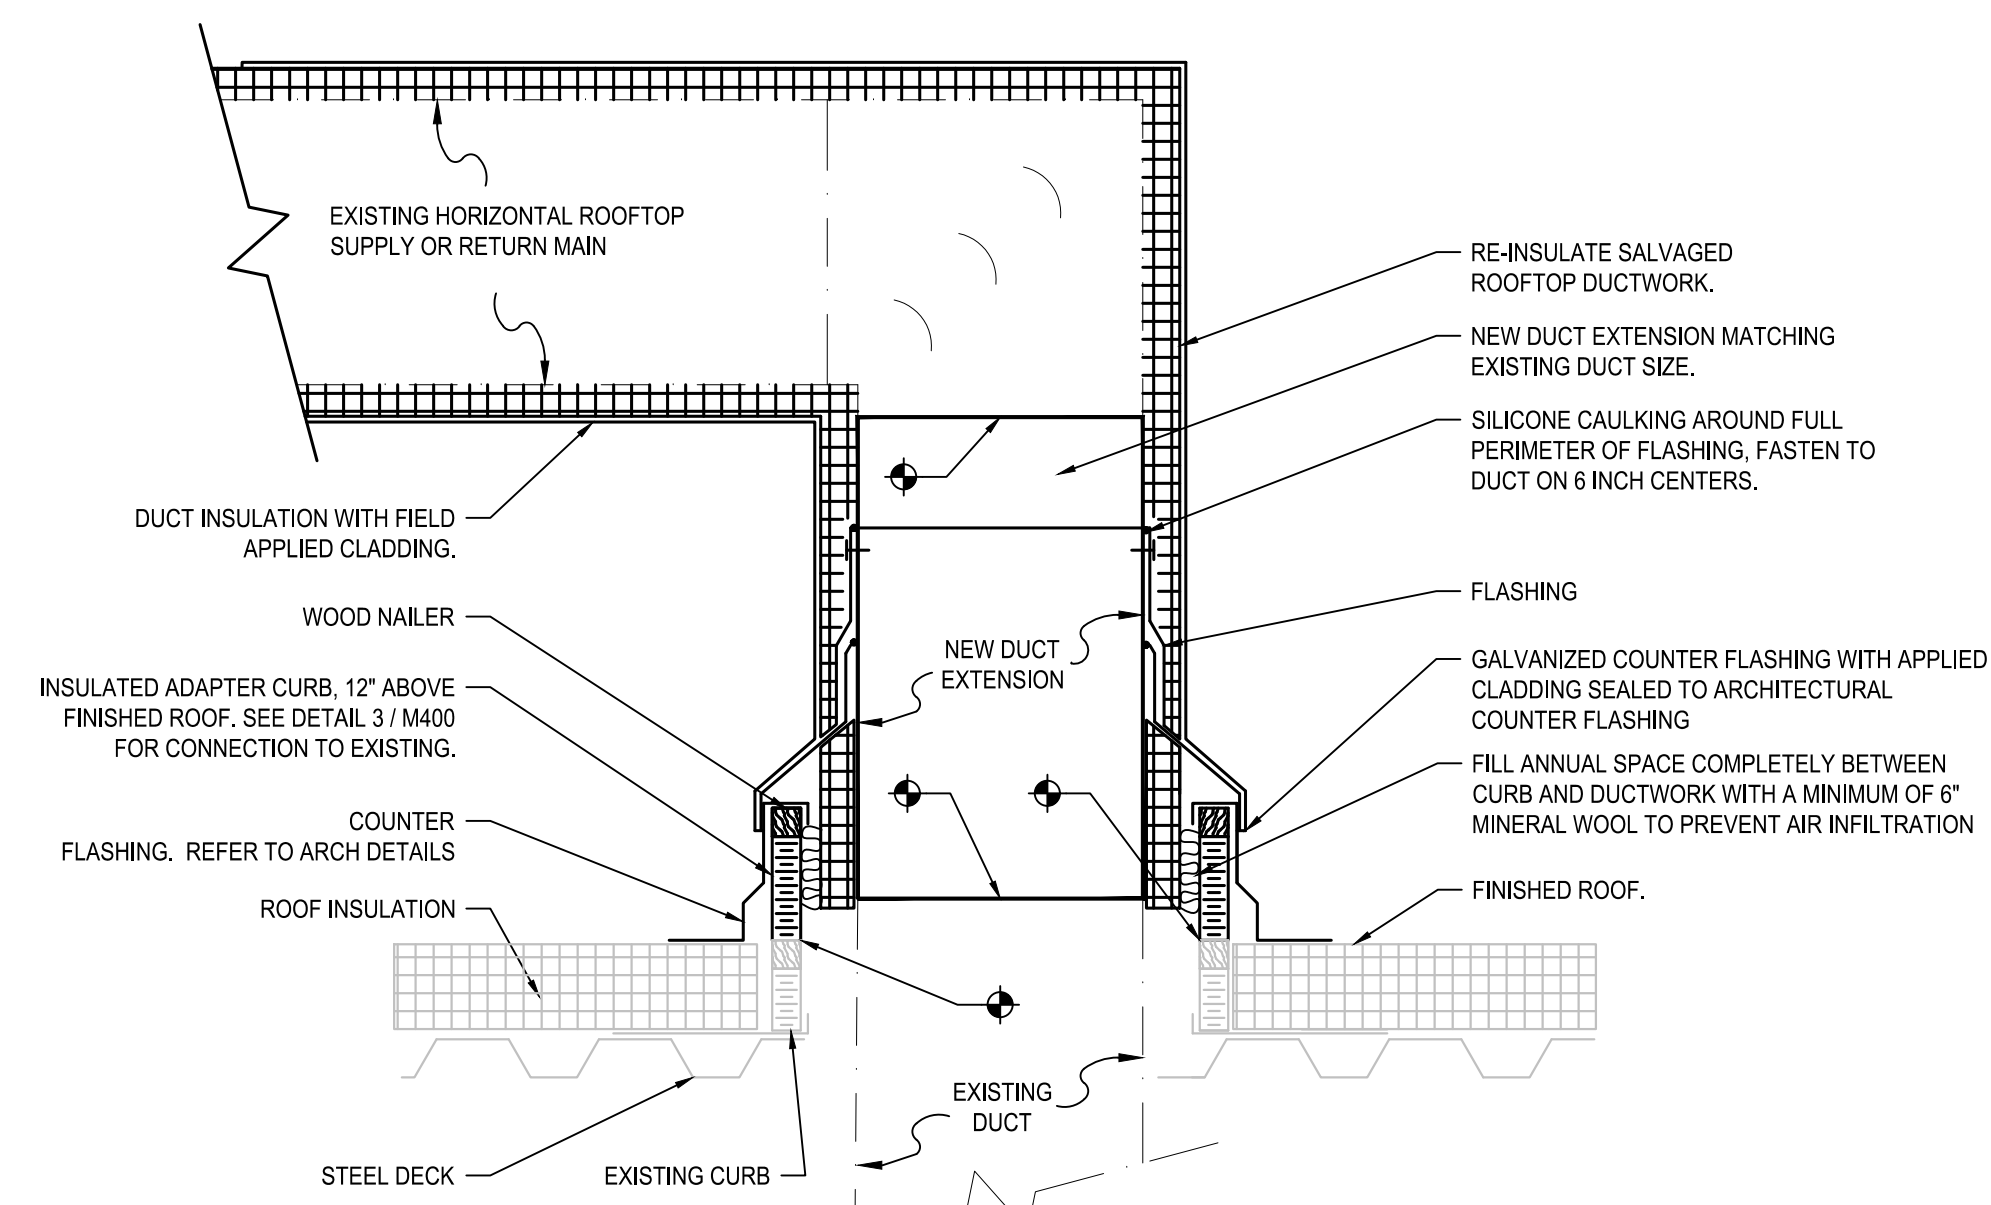 EXISTING HORIZONTAL ROOFTOP
SUPPLY OR RETURN MAIN
DUCT INSULATION WITH FIELD
APPLIED CLADDING.
WOOD NAILER
INSULATED ADAPTER CURB, 12" ABOVE
FINISHED ROOF. SEE DETAIL 3 / M400
FOR CONNECTION TO EXISTING.
COUNTER
FLASHING. REFER TO ARCH DETAILS
ROOF INSULATION
STEEL DECK
EXISTING CURB
NEW DUCT
EXTENSION
EXISTING
DUCT
RE-INSULATE SALVAGED
ROOFTOP DUCTWORK.
NEW DUCT EXTENSION MATCHING
EXISTING DUCT SIZE.
SILICONE CAULKING AROUND FULL
PERIMETER OF FLASHING, FASTEN TO
DUCT ON 6 INCH CENTERS.
FLASHING
GALVANIZED COUNTER FLASHING WITH APPLIED
CLADDING SEALED TO ARCHITECTURAL
COUNTER FLASHING
FILL ANNUAL SPACE COMPLETELY BETWEEN
CURB AND DUCTWORK WITH A MINIMUM OF 6"
MINERAL WOOL TO PREVENT AIR INFILTRATION
FINISHED ROOF.